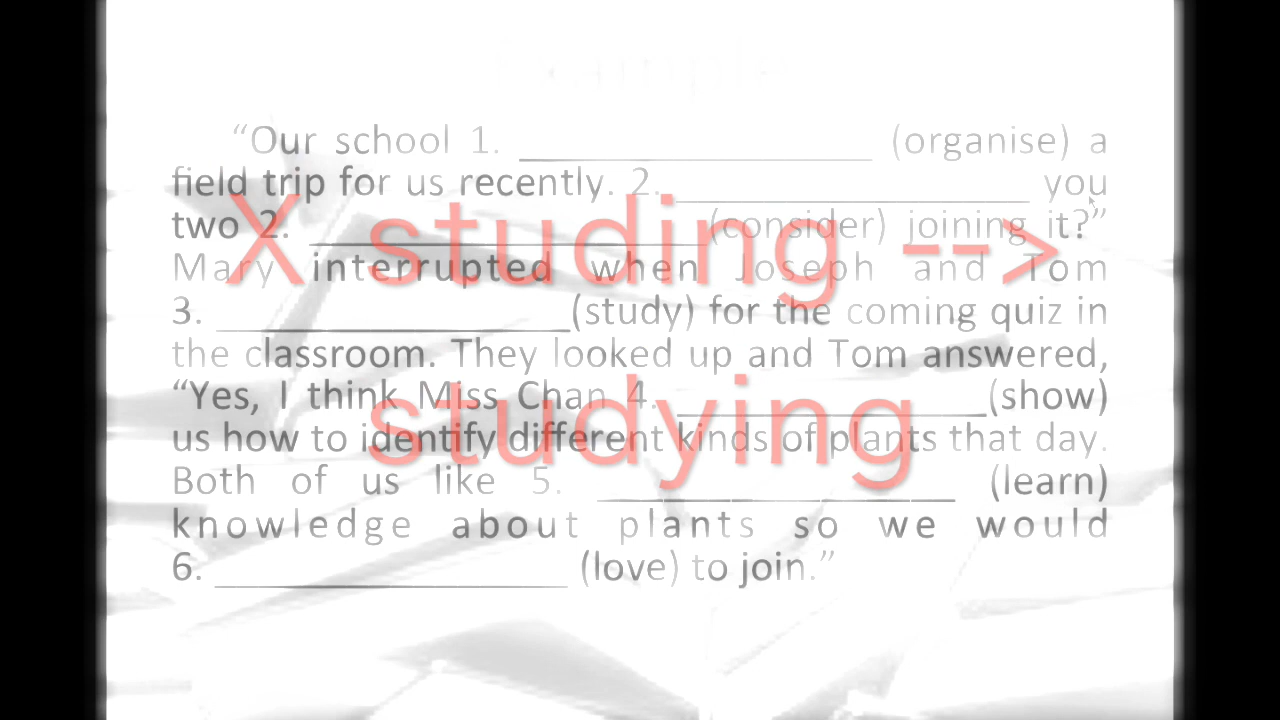 “Our school 1. ________________ (organise) a
field trip for us recently. 2. ________________ you
two 2. __________________(consider) joining it?”
Mary interrupted when Joseph and Tom
3. ________________(study) for the coming quiz in
the classroom. They looked up and Tom answered,
“Yes, I think MIss Chan 4. ______________(show)
us how to identify different kinds of plants that day.
Both of us like 5. ________________ (learn)
knowledge about plants so we would
6. ________________ (love) to join.”
X studing -->
studying